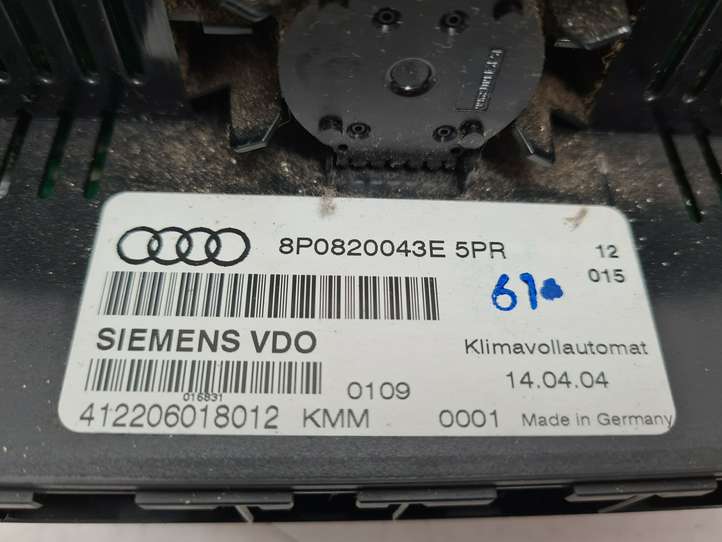 8P0820043E 5PR 12
015
61
SIEMENS VDO Klimavollautomat
016831 0109 14.04.04
412206018012 KMM 0001 Made in Germany